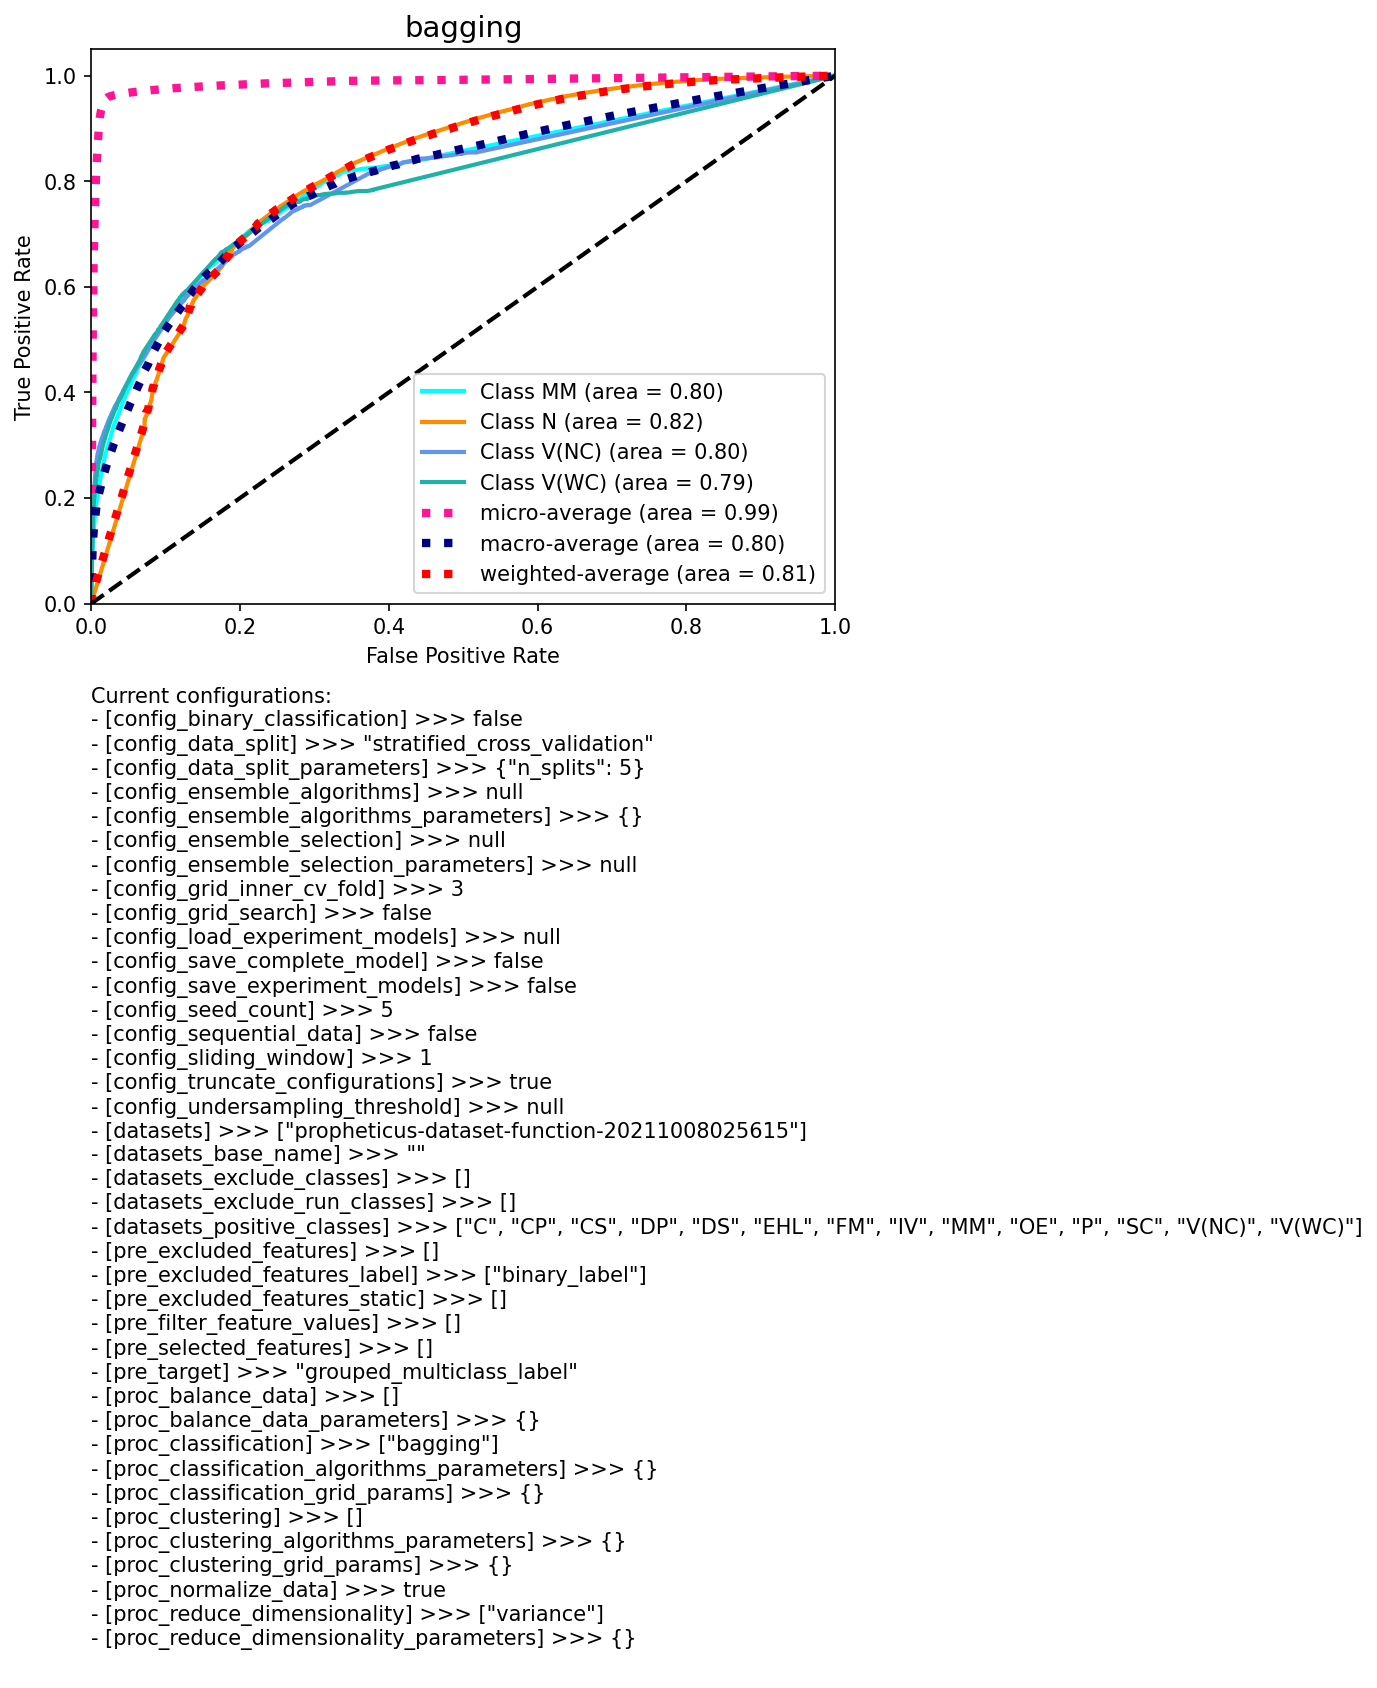 bagging
1.0
0.8
0.6
0.4
0.2
0.0
True Positive Rate
0.0 0.2 0.4 0.6 0.8 1.0
False Positive Rate
Class MM (area = 0.80)
Class N (area = 0.82)
Class V(NC) (area = 0.80)
Class V(WC) (area = 0.79)
micro-average (area = 0.99)
macro-average (area = 0.80)
weighted-average (area = 0.81)
Current configurations:
- [config_binary_classification] >>> false
- [config_data_split] >>> "stratified_cross_validation"
- [config_data_split_parameters] >>> {"n_splits": 5}
- [config_ensemble_algorithms] >>> null
- [config_ensemble_algorithms_parameters] >>> {}
- [config_ensemble_selection] >>> null
- [config_ensemble_selection_parameters] >>> null
- [config_grid_inner_cv_fold] >>> 3
- [config_grid_search] >>> false
- [config_load_experiment_models] >>> null
- [config_save_complete_model] >>> false
- [config_save_experiment_models] >>> false
- [config_seed_count] >>> 5
- [config_sequential_data] >>> false
- [config_sliding_window] >>> 1
- [config_truncate_configurations] >>> true
- [config_undersampling_threshold] >>> null
- [datasets] >>> ["propheticus-dataset-function-20211008025615"]
- [datasets_base_name] >>> ""
- [datasets_exclude_classes] >>> []
- [datasets_exclude_run_classes] >>> []
- [datasets_positive_classes] >>> ["C", "CP", "CS", "DP", "DS", "EHL", "FM", "IV", "MM", "OE", "P", "SC", "V(NC)", "V(WC)"]
- [pre_excluded_features] >>> []
- [pre_excluded_features_label] >>> ["binary_label"]
- [pre_excluded_features_static] >>> []
- [pre_filter_feature_values] >>> []
- [pre_selected_features] >>> []
- [pre_target] >>> "grouped_multiclass_label"
- [proc_balance_data] >>> []
- [proc_balance_data_parameters] >>> {}
- [proc_classification] >>> ["bagging"]
- [proc_classification_algorithms_parameters] >>> {}
- [proc_classification_grid_params] >>> {}
- [proc_clustering] >>> []
- [proc_clustering_algorithms_parameters] >>> {}
- [proc_clustering_grid_params] >>> {}
- [proc_normalize_data] >>> true
- [proc_reduce_dimensionality] >>> ["variance"]
- [proc_reduce_dimensionality_parameters] >>> {}